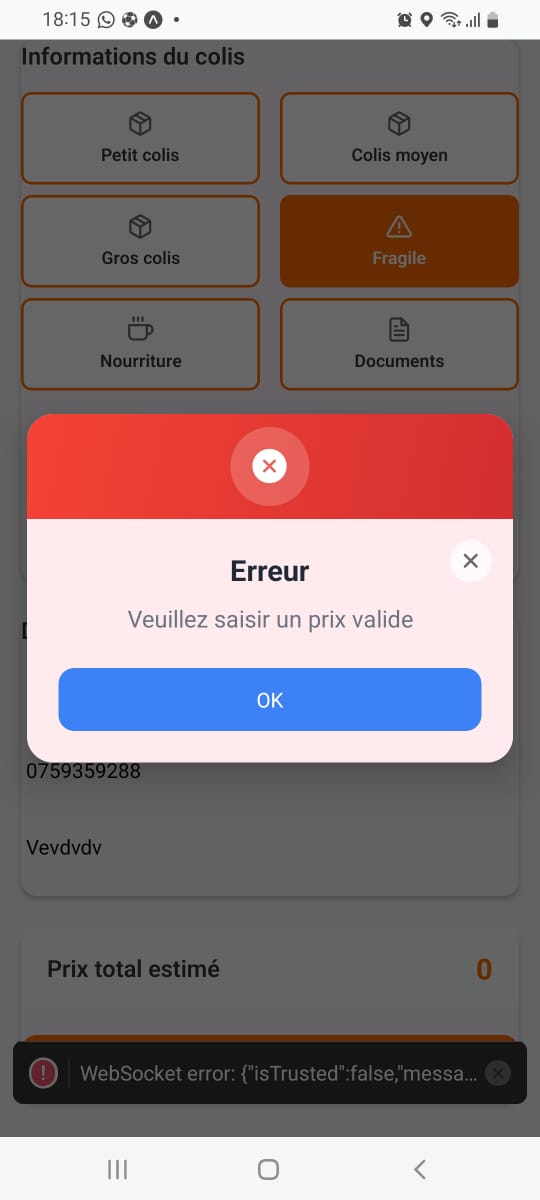 18:15
Informations du colis
Petit colis
Colis moyen
Gros colis
Fragile
Nourriture
Documents
Erreur
Veuillez saisir un prix valide
OK
0759359288
Vevdvdv
Prix total estimé
0
WebSocket error: {"isTrusted":false,"messa...